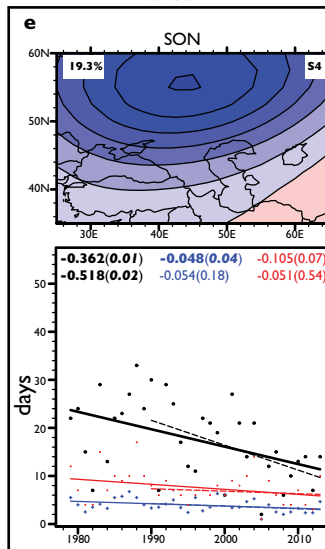 e
SON
60N
19.3%
S4
50N
40N
30E 40E 50E 60E
-0.362(0.01) -0.048(0.04) -0.105(0.07)
-0.518(0.02) -0.054(0.18) -0.051(0.54)
50
40
30
20
10
0
days
1980 1990 2000 2010